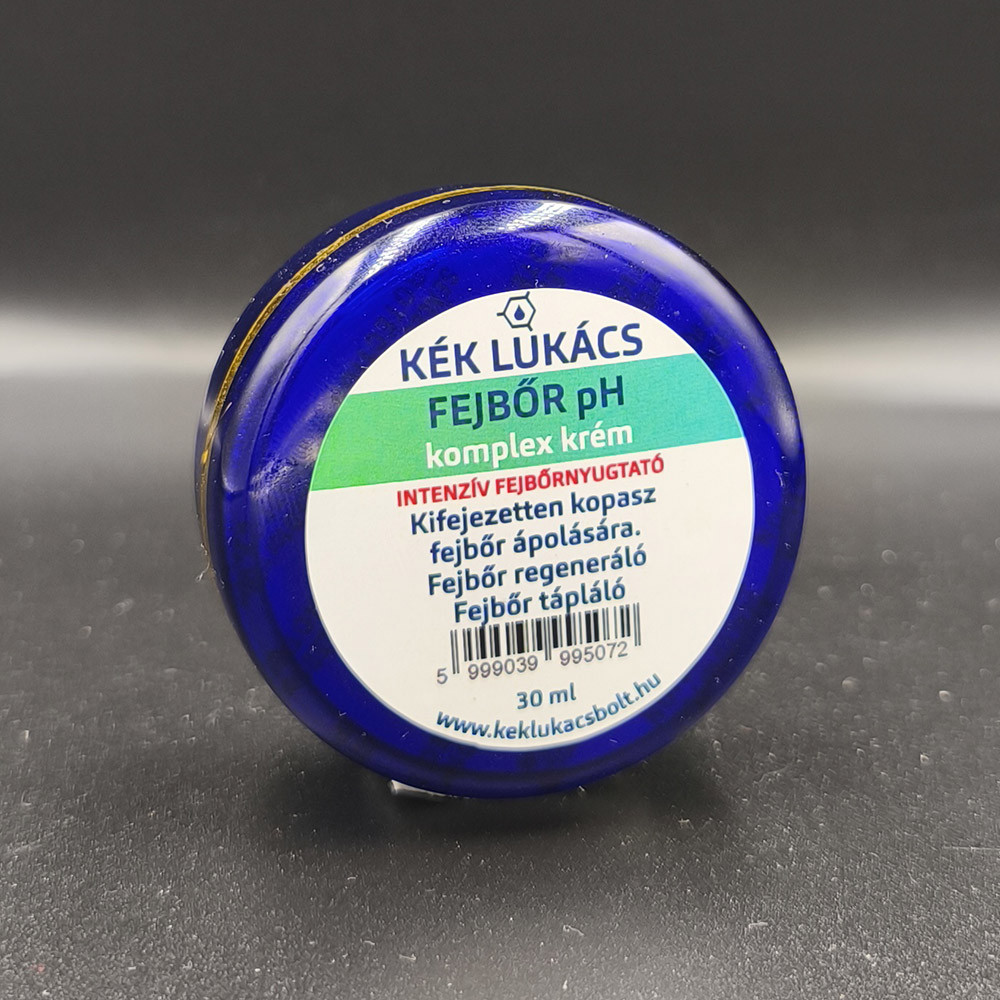 KÉK LUKÁCS
FEJBŐR pH
komplex krém
INTENZÍV FEJBŐRNYUGTATÓ
Kifejezetten kopasz
fejbőr ápolására.
Fejbőr regeneráló
Fejbőr tápláló
5 999039 995072
30 ml
www.keklukacsbolt.hu